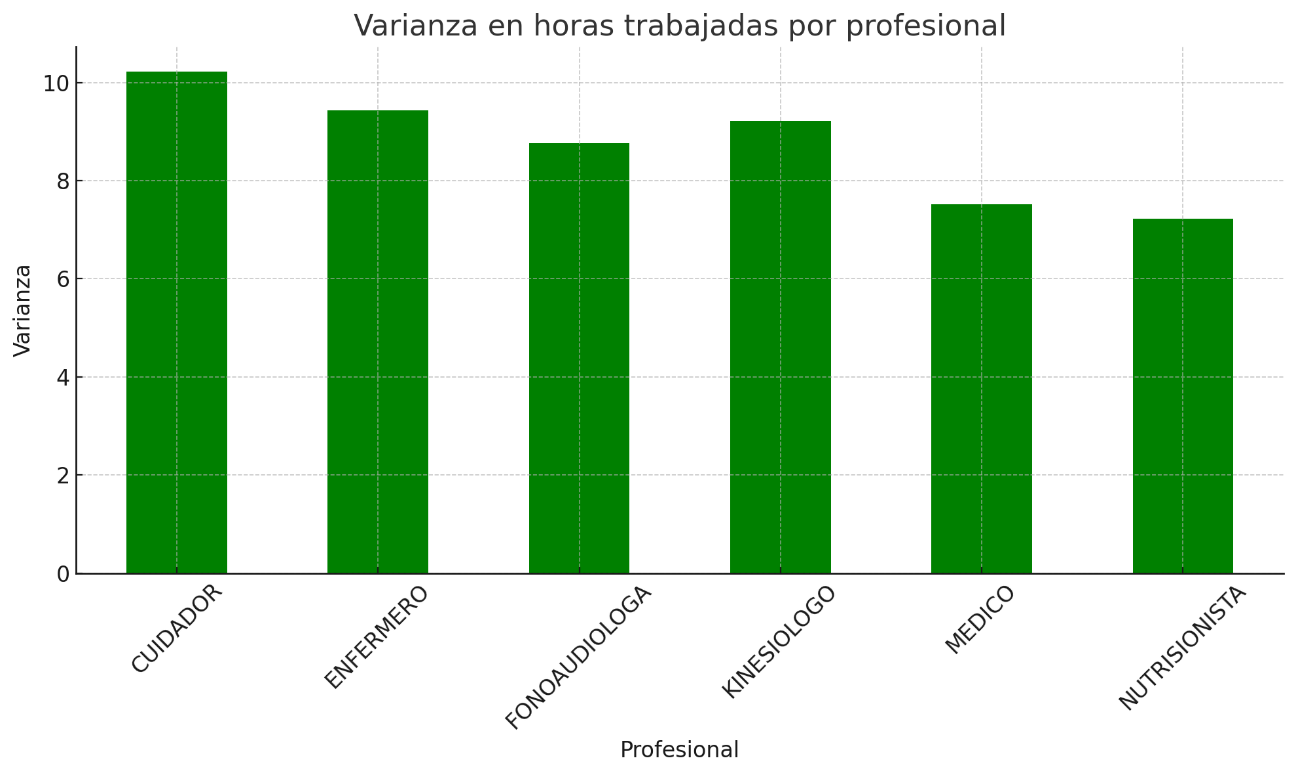 Varianza en horas trabajadas por profesional
10
8
6
4
2
0
Varianza
CUIDADOR
ENFERMERO
FONOAUDIOLOGA
KINESIOLOGO
MEDICO
NUTRISIONISTA
Profesional